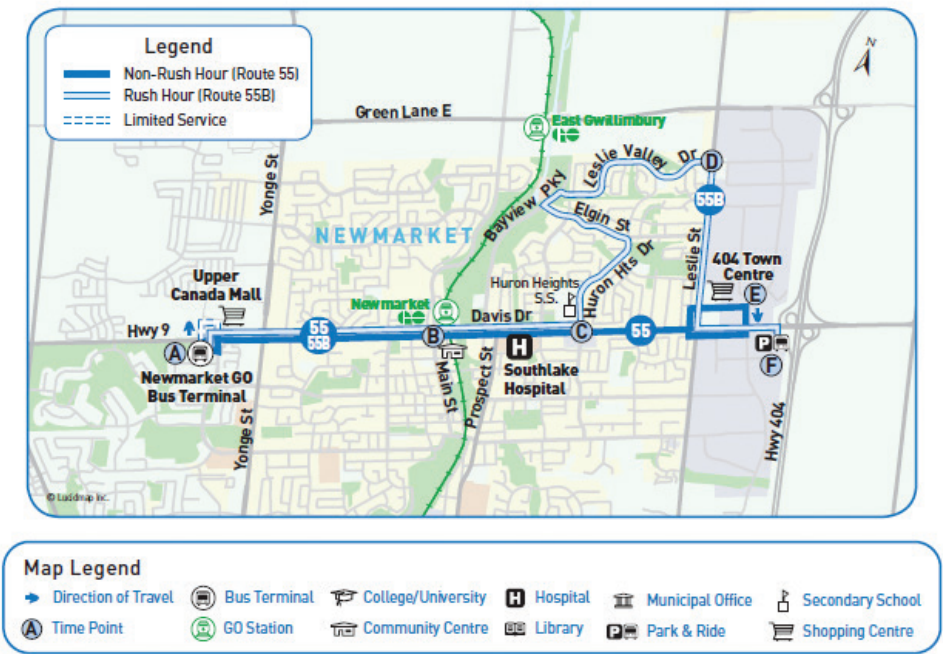 Legend
Non-Rush Hour (Route 55)
Rush Hour (Route 55B)
Limited Service
N
Green Lane E
East Gwillimbury
GO
Yonge St
Leslie Valley Dr
D
Bayview Pky
55B
Elgin St
NEWMARKET
Leslie St
Huron Hts Dr
404 Town
Centre
E
Upper
Canada Mall
Huron Heights
S.S.
Newmarket
GO
Davis Dr
Hwy 9
55
55B
B
C
55
A
H
P
F
Newmarket GO
Bus Terminal
Main St
Prospect St
Southlake
Hospital
Yonge St
Hwy 404
© Lucidmap Inc.
Map Legend
Direction of Travel
Bus Terminal
College/University
H Hospital
Municipal Office
Secondary School
A Time Point
GO Station
Community Centre
Library
P Park & Ride
Shopping Centre